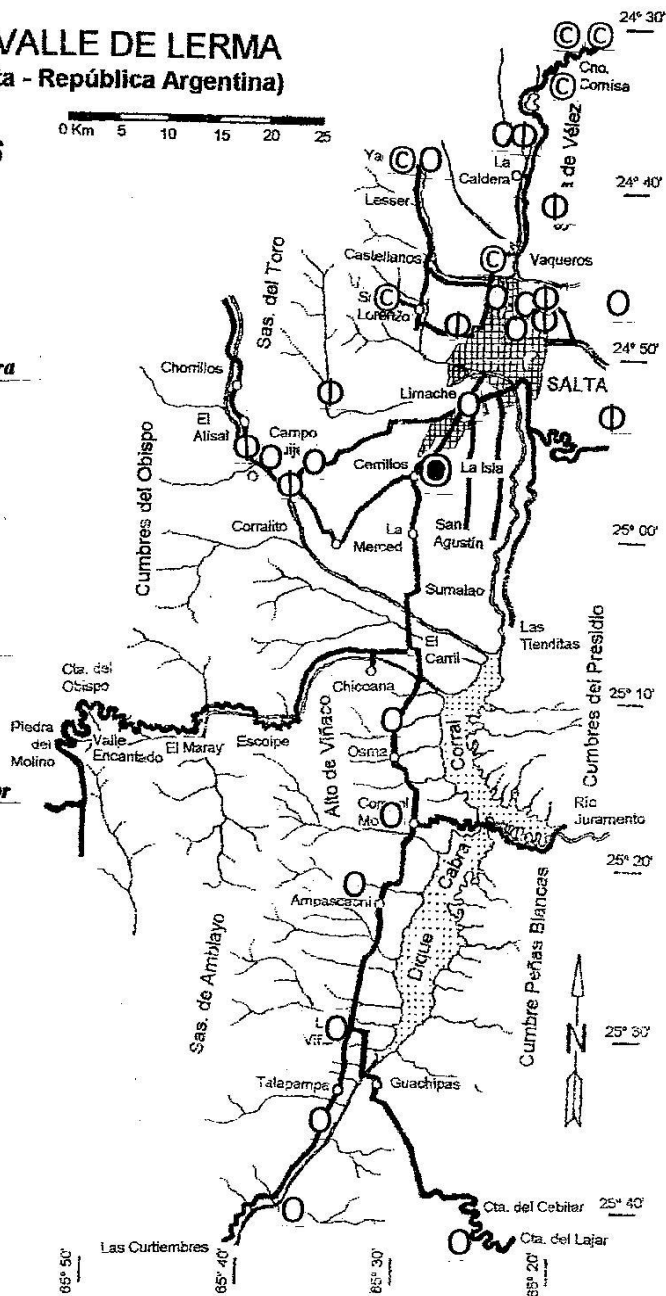 VALLE DE LERMA
ta - República Argentina)
0 Km 5 10 15 20 25
24° 30'
Cno.
Cornisa
de Vélez
La
Caldera
24° 40'
Ya
Lesser
Castellanos
Vaqueros
Sas. del Toro
Lorenzo
24° 50'
ra
Chorrillos
Limache
SALTA
El
Alisal
Campo
Quijano
Cerrillos
La Isla
Cumbres del Obispo
Corralito
La
Merced
San
Agustín
25° 00'
Sumalao
Las
Tienditas
El
Carril
Cumbres del Presidio
Cta. del
Obispo
Chicoana
25° 10'
Piedra
del
Molino
Valle
Encantado
El Maray
Escoipe
Alto de Viñaco
Osma
Corral
or
Mo
Río
Juramento
25° 20'
Cabra
Ampascachi
Dique
Sas. de Amblayo
Cumbre Peñas Blancas
N
25° 30'
Talapampa
Guachipas
Cta. del Cebilar
25° 40'
Las Curtiembres
Cta. del Lajar
65° 50'
65° 40'
65° 30'
65° 20'